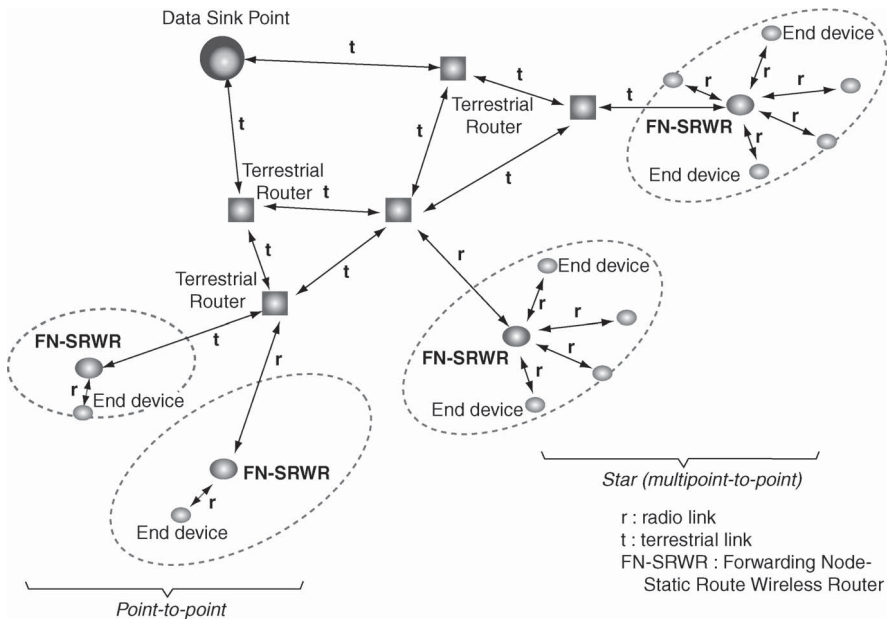 Data Sink Point
t
t
t
t
t
t
t
t
t
t
Terrestrial
Router
Terrestrial
Router
Terrestrial
Router
End device
r
r
r
r
r
FN-SRWR
End device
r
End device
r
r
r
r
FN-SRWR
End device
FN-SRWR
r
End device
r
FN-SRWR
r
End device
Star (multipoint-to-point)
r : radio link
t : terrestrial link
FN-SRWR : Forwarding Node-
Static Route Wireless Router
Point-to-point